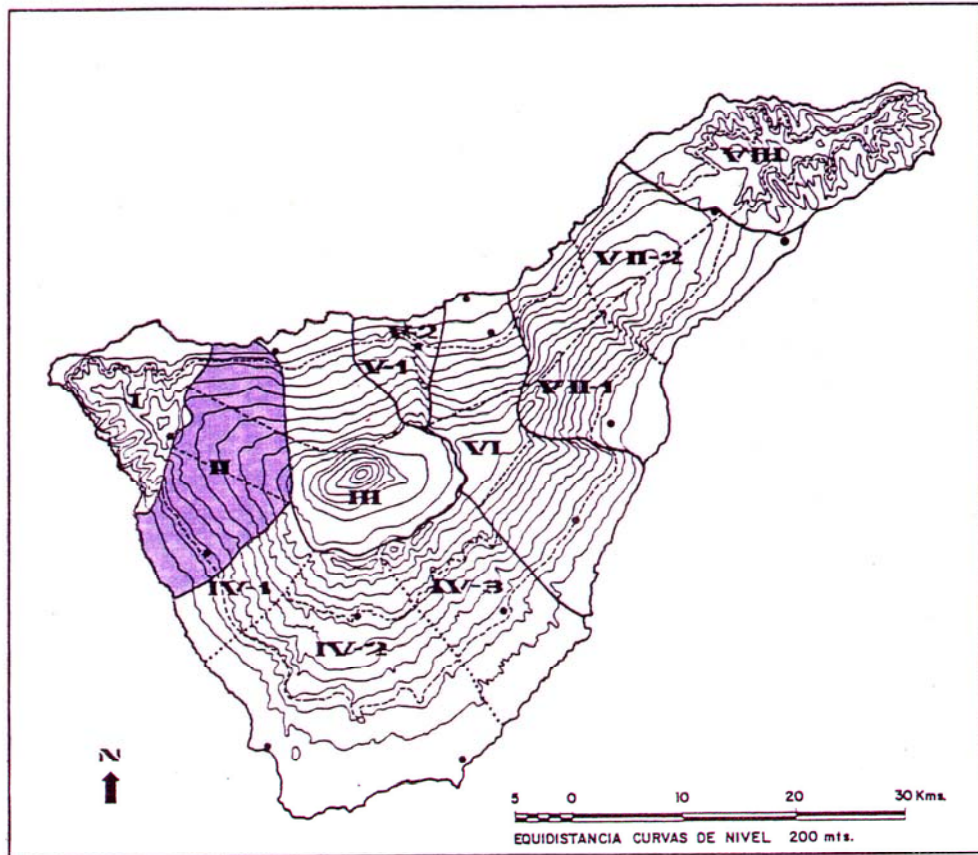 VIII
VII-2
V-2
V-1
I
VII-1
II
VI
III
IV-1
IV-3
IV-2
N
5 0 10 20 30 Kms.
EQUIDISTANCIA CURVAS DE NIVEL 200 mts.